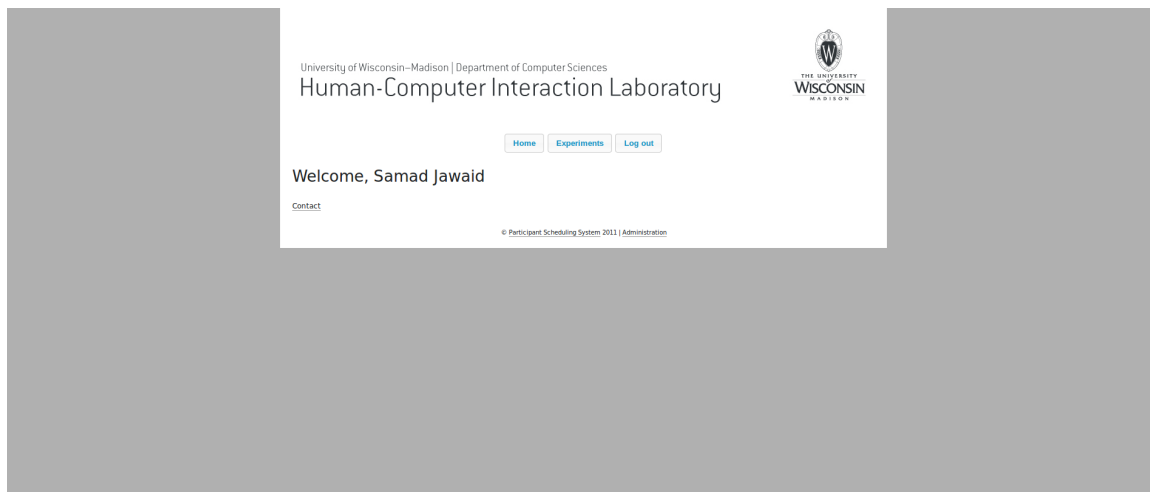 University of Wisconsin–Madison | Department of Computer Sciences
Human-Computer Interaction Laboratory
W
THE UNIVERSITY
of
WISCONSIN
MADISON
Home Experiments Log out
Welcome, Samad Jawaid
Contact
© Participant Scheduling System 2011 | Administration